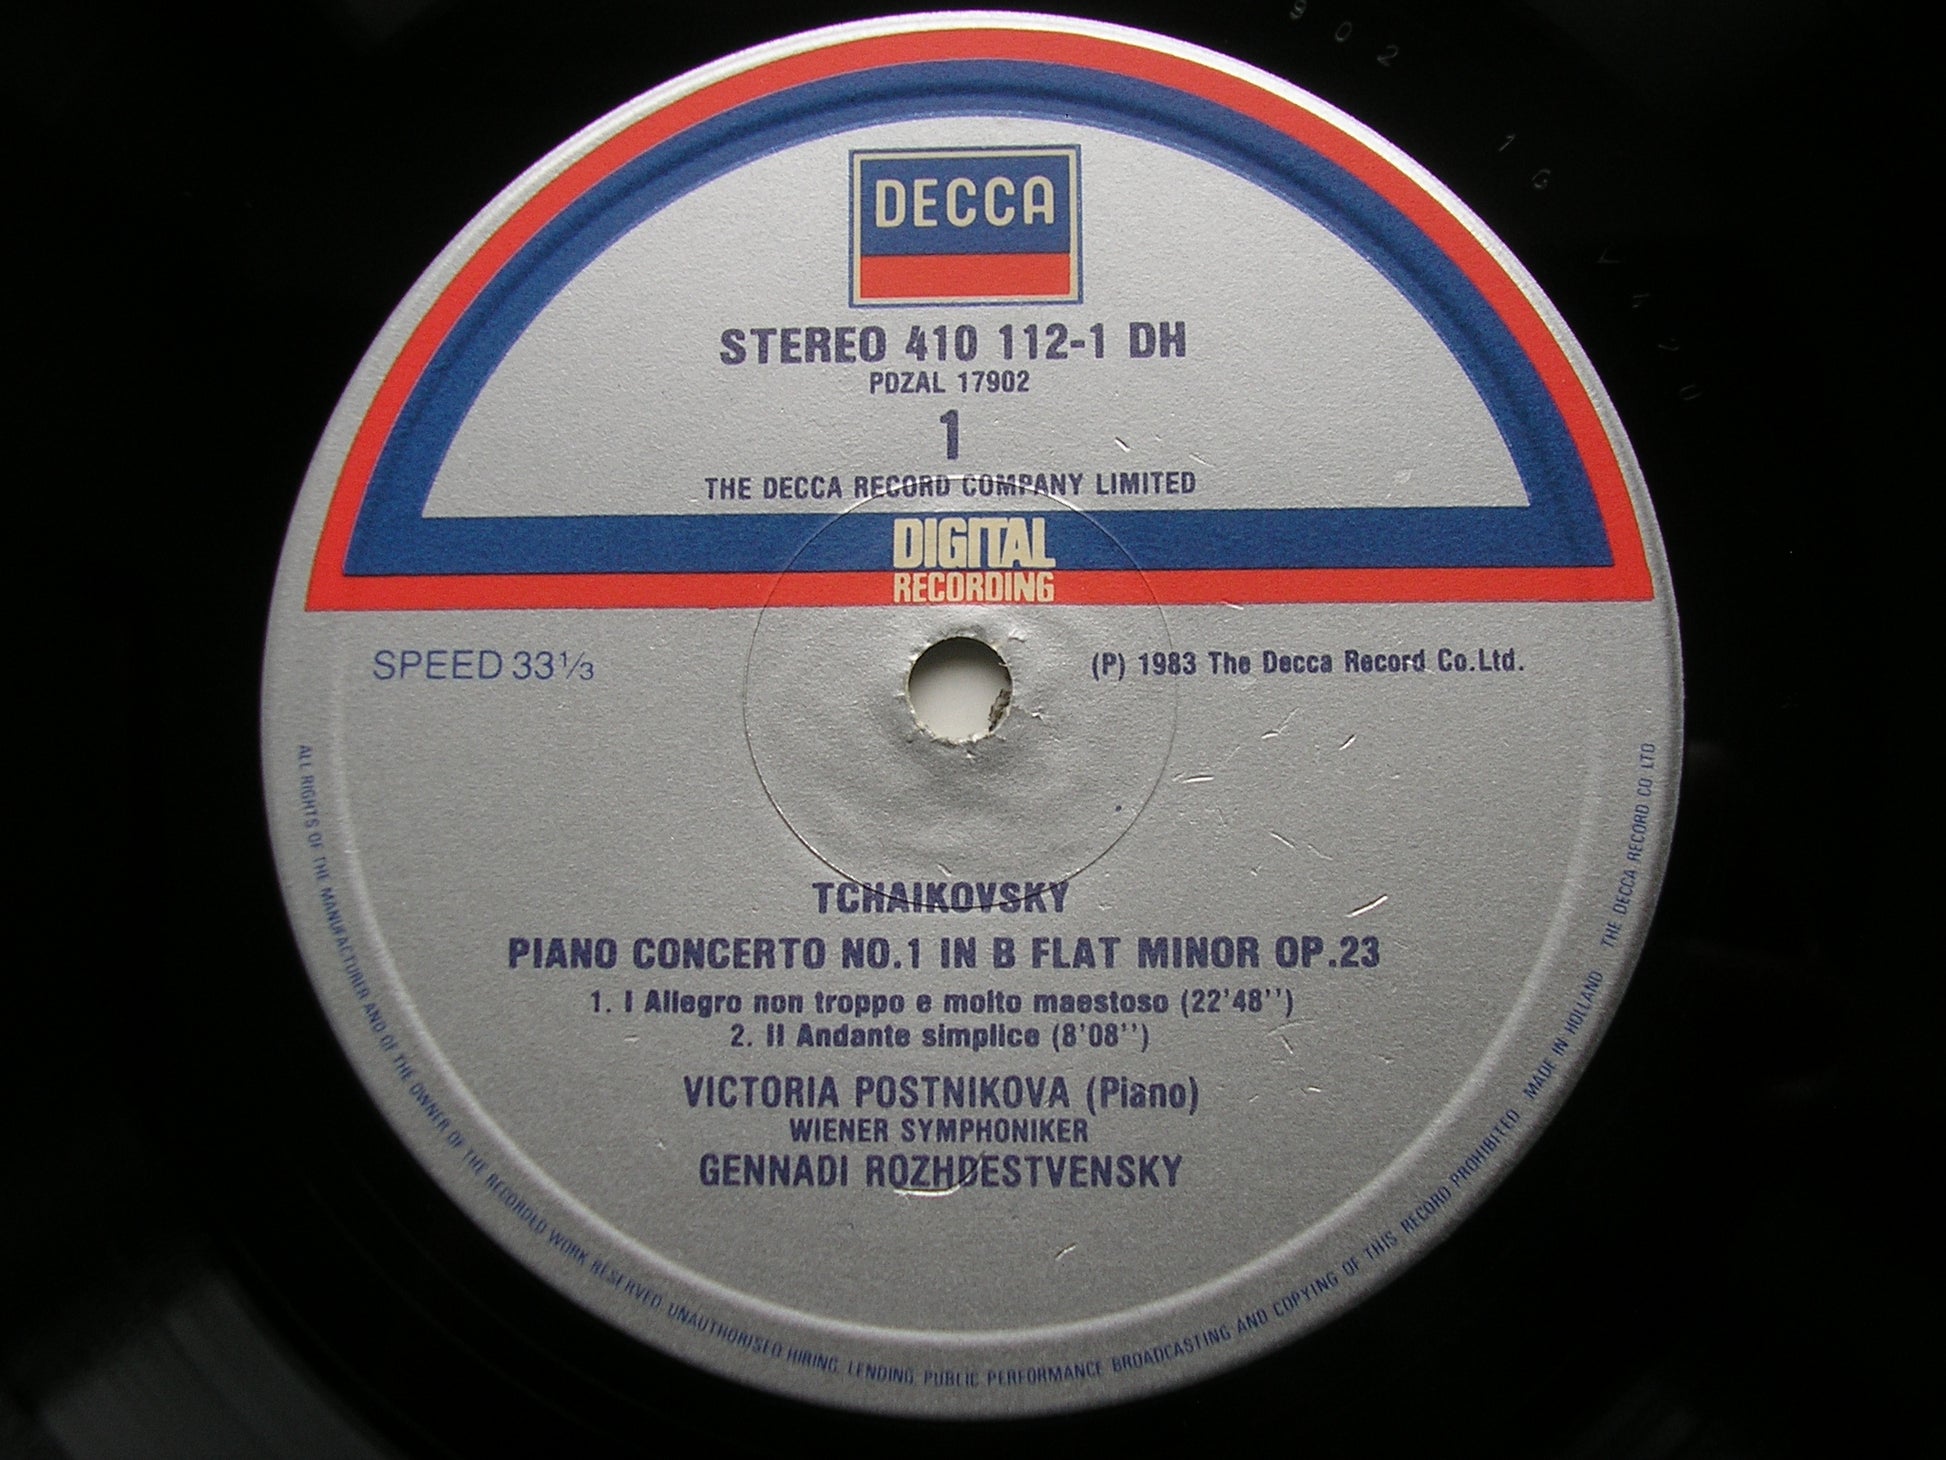 DECCA
STEREO 410 112-1 DH
PDZAL 17902
1
THE DECCA RECORD COMPANY LIMITED
DIGITAL
RECORDING
SPEED 33⅓
(P) 1983 The Decca Record Co.Ltd.
TCHAIKOVSKY
PIANO CONCERTO NO.1 IN B FLAT MINOR OP.23
1. I Allegro non troppo e molto maestoso (22'48'')
2. II Andante simplice (8'08'')
VICTORIA POSTNIKOVA (Piano)
WIENER SYMPHONIKER
GENNADI ROZHDESTVENSKY
ALL RIGHTS OF THE MANUFACTURER AND OF THE OWNER OF THE RECORDED WORK RESERVED. UNAUTHORISED HIRING, LENDING, PUBLIC PERFORMANCE BROADCASTING AND COPYING OF THIS RECORD PROHIBITED MADE IN HOLLAND THE DECCA RECORD CO LTD
902 1G